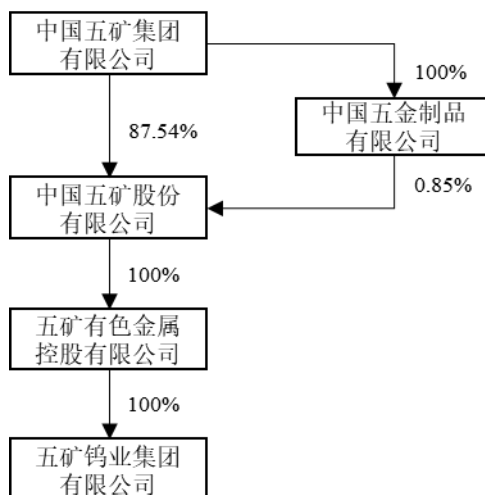 中国五矿集团
有限公司
100%
中国五金制品
有限公司
87.54%
0.85%
中国五矿股份
有限公司
100%
五矿有色金属
控股有限公司
100%
五矿钨业集团
有限公司